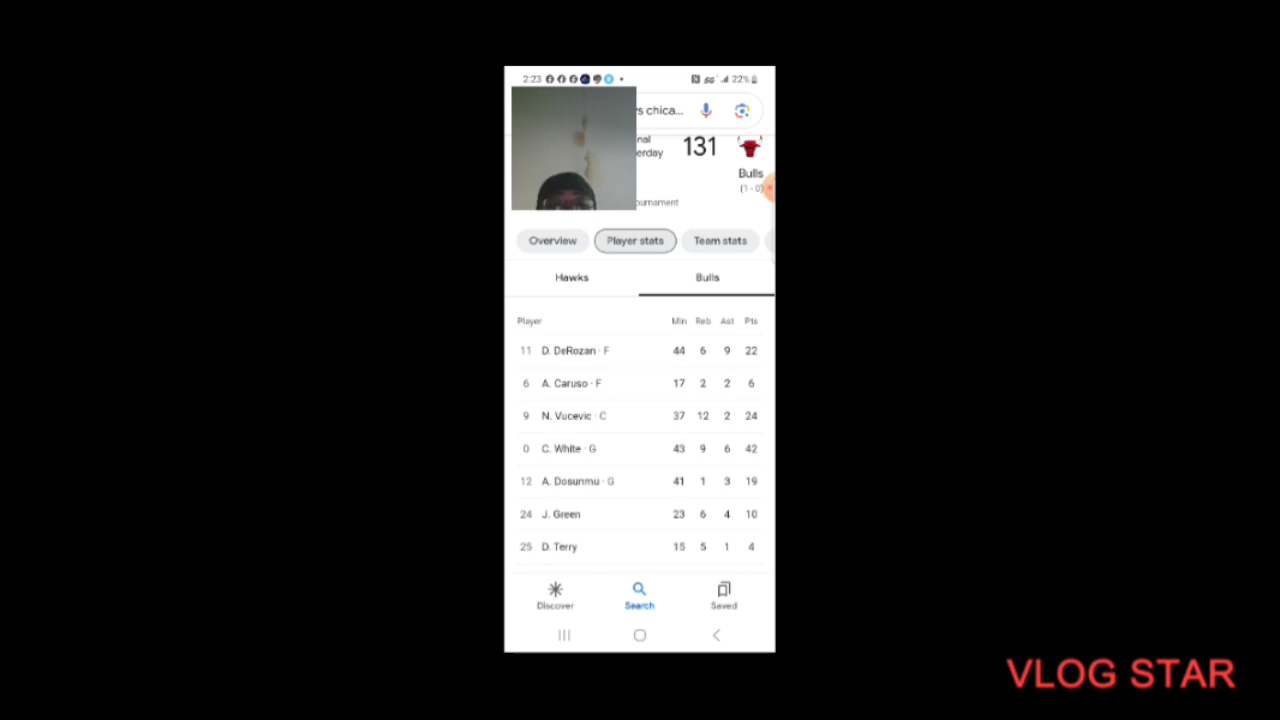 2:23 5G 22%
s chica...
nal
erday 131
Bulls
(1 - 0)
ournament
Overview Player stats Team stats
Hawks Bulls
Player Min Reb Ast Pts
11 D. DeRozan · F 44 6 9 22
6 A. Caruso · F 17 2 2 6
9 N. Vucevic · C 37 12 2 24
0 C. White · G 43 9 6 42
12 A. Dosunmu · G 41 1 3 19
24 J. Green 23 6 4 10
25 D. Terry 15 5 1 4
Discover Search Saved
VLOG STAR